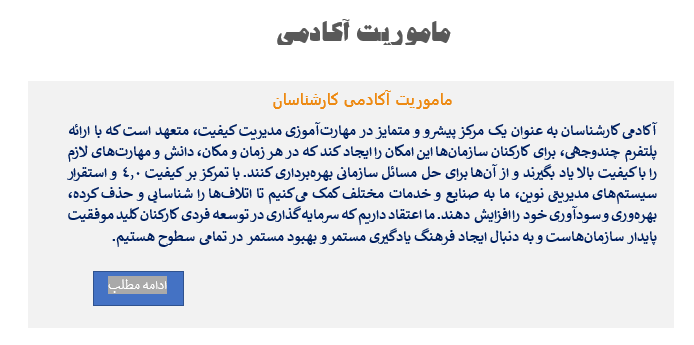 ماموریت آکادمی
ماموریت آکادمی کارشناسان
آکادمی کارشناسان به عنوان یک مرکز پیشرو و متمایز در مهارت‌آموزی مدیریت کیفیت، متعهد است که با ارائه
پلتفرم چندوجهی، برای کارکنان سازمان‌ها این امکان را ایجاد کند که در هر زمان و مکان، دانش و مهارت‌های لازم
را با کیفیت بالا یاد بگیرند و از آن‌ها برای حل مسائل سازمانی بهره‌برداری کنند. با تمرکز بر کیفیت ۴٫۰ و استقرار
سیستم‌های مدیریتی نوین، ما به صنایع و خدمات مختلف کمک می‌کنیم تا اتلاف‌ها را شناسایی و حذف کرده،
بهره‌وری و سودآوری خود را افزایش دهند. ما اعتقاد داریم که سرمایه‌گذاری در توسعه فردی کارکنان کلید موفقیت
پایدار سازمان‌هاست و به دنبال ایجاد فرهنگ یادگیری مستمر و بهبود مستمر در تمامی سطوح هستیم.
ادامه مطلب